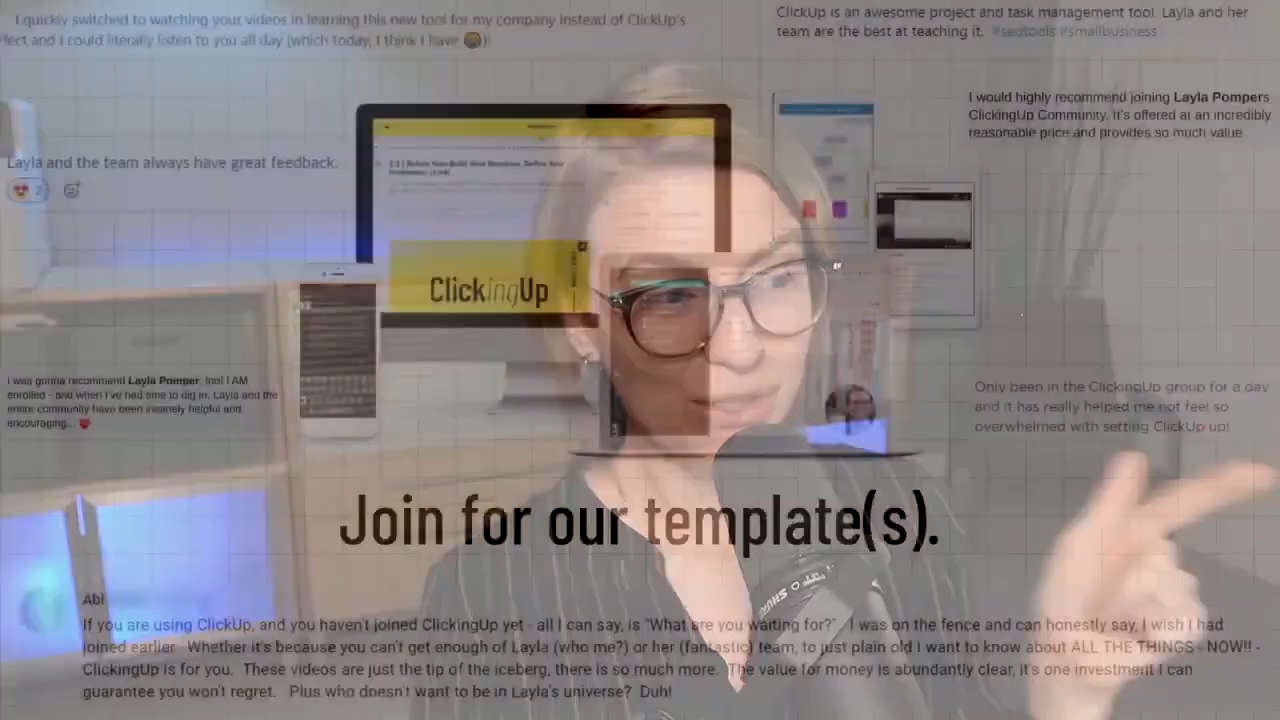 I quickly switched to watching your videos in learning this new tool for my company instead of ClickUp's
fect and I could literally listen to you all day (which today, I think I have 😂)!
ClickUp is an awesome project and task management tool. Layla and her
team are the best at teaching it. #seotools #smallbusiness
I would highly recommend joining Layla Pompers
ClickingUp Community. It's offered at an incredibly
reasonable price and provides so much value.
Layla and the team always have great feedback.
ClickingUp
I was gonna recommend Layla Pomper, too! I AM
enrolled - and when I've had time to dig in, Layla and the
entire community have been insanely helpful and
encouraging... ❤️
Only been in the ClickingUp group for a day
and it has really helped me not feel so
overwhelmed with setting ClickUp up!
Join for our template(s).
SHURE
Abi
If you are using ClickUp, and you haven't joined ClickingUp yet - all I can say, is "What are you waiting for?" I was on the fence and can honestly say, I wish I had
joined earlier. Whether it's because you can't get enough of Layla (who me?) or her (fantastic) team, to just plain old I want to know about ALL THE THINGS - NOW!! -
ClickingUp is for you. These videos are just the tip of the iceberg, there is so much more. The value for money is abundantly clear, it's one investment I can
guarantee you won't regret. Plus who doesn't want to be in Layla's universe? Duh!